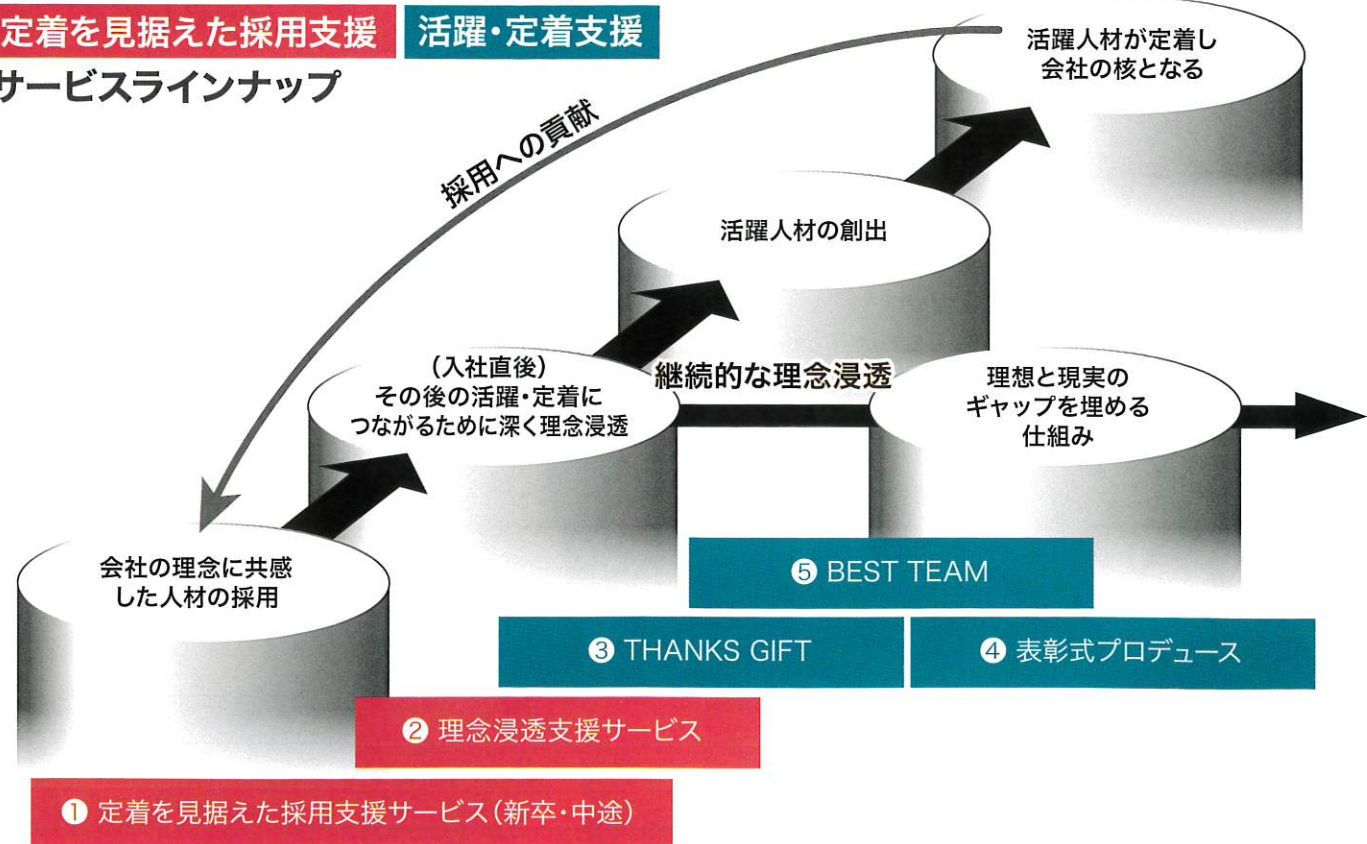 定着を見据えた採用支援 活躍・定着支援
サービスラインナップ
活躍人材が定着し
会社の核となる
採用への貢献
活躍人材の創出
(入社直後)
その後の活躍・定着に
つながるために深く理念浸透
継続的な理念浸透
理想と現実の
ギャップを埋める
仕組み
会社の理念に共感
した人材の採用
❺ BEST TEAM
❸ THANKS GIFT
❹ 表彰式プロデュース
❷ 理念浸透支援サービス
❶ 定着を見据えた採用支援サービス(新卒・中途)